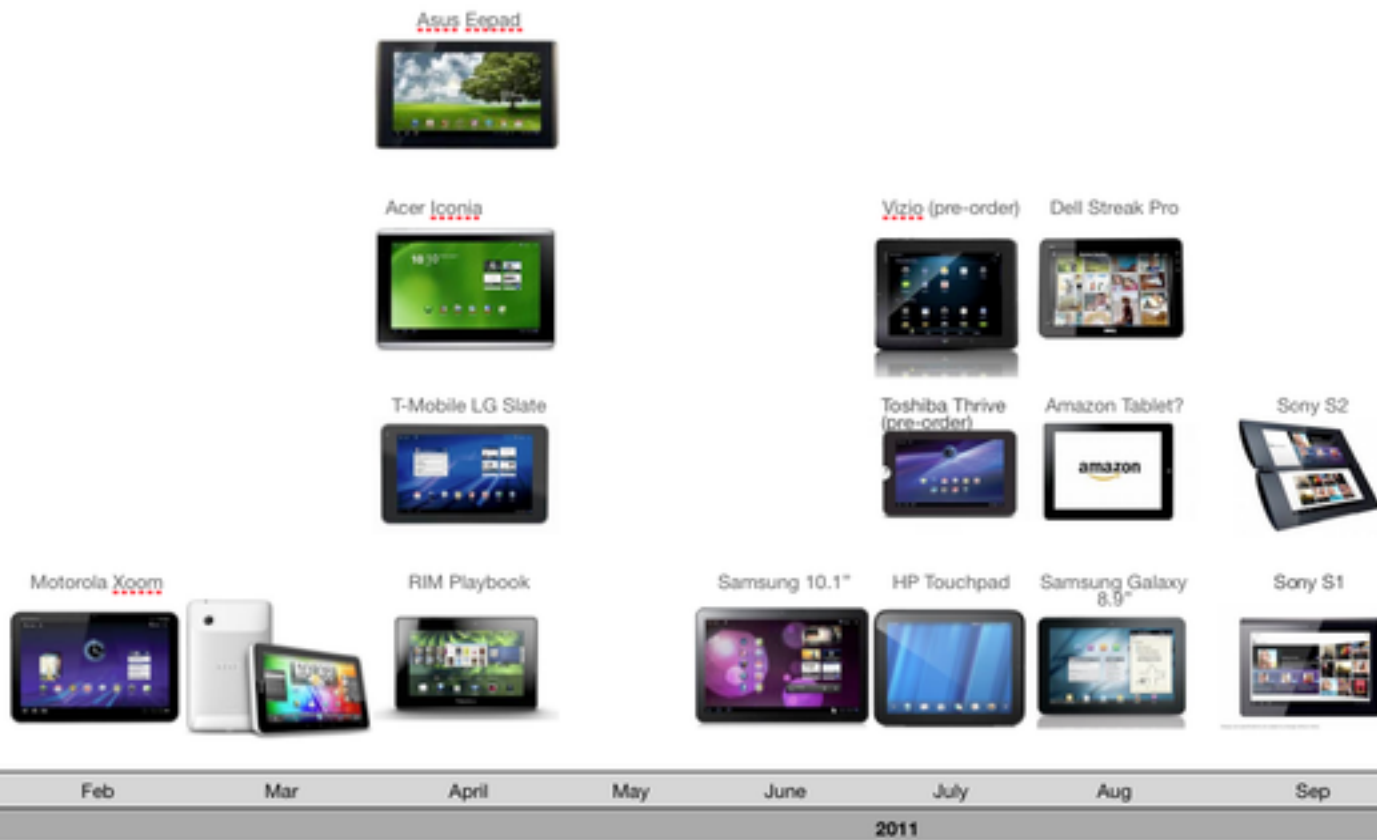 Asus Eepad
Acer Iconia
Vizio (pre-order)
Dell Streak Pro
T-Mobile LG Slate
Toshiba Thrive
(pre-order)
Amazon Tablet?
Sony S2
amazon
Motorola Xoom
RIM Playbook
Samsung 10.1"
HP Touchpad
Samsung Galaxy
8.9"
Sony S1
Feb
Mar
April
May
June
July
Aug
Sep
2011